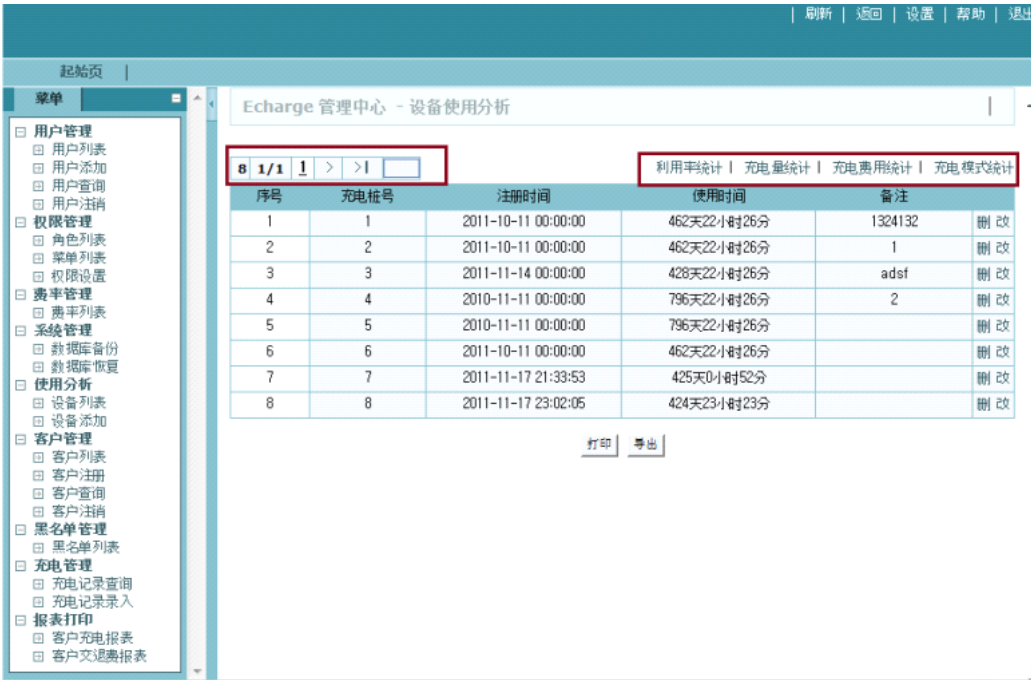 | 刷新 | 返回 | 设置 | 帮助 | 退出
起始页 |
菜单
用户管理
用户列表
用户添加
用户查询
用户注销
权限管理
角色列表
菜单列表
权限设置
费率管理
费率列表
系统管理
数据库备份
数据库恢复
使用分析
设备列表
设备添加
客户管理
客户列表
客户注册
客户查询
客户注销
黑名单管理
黑名单列表
充电管理
充电记录查询
充电记录录入
报表打印
客户充电报表
客户交退费报表
Echarge 管理中心 - 设备使用分析 |
8 1/1 1 > >|
利用率统计 | 充电量统计 | 充电费用统计 | 充电模式统计
序号 充电桩号 注册时间 使用时间 备注
1 1 2011-10-11 00:00:00 462天22小时26分 1324132 删 改
2 2 2011-10-11 00:00:00 462天22小时26分 1 删 改
3 3 2011-11-14 00:00:00 428天22小时26分 adsf 删 改
4 4 2010-11-11 00:00:00 796天22小时26分 2 删 改
5 5 2010-11-11 00:00:00 796天22小时26分 删 改
6 6 2011-10-11 00:00:00 462天22小时26分 删 改
7 7 2011-11-17 21:33:53 425天0小时52分 删 改
8 8 2011-11-17 23:02:05 424天23小时23分 删 改
打印 导出